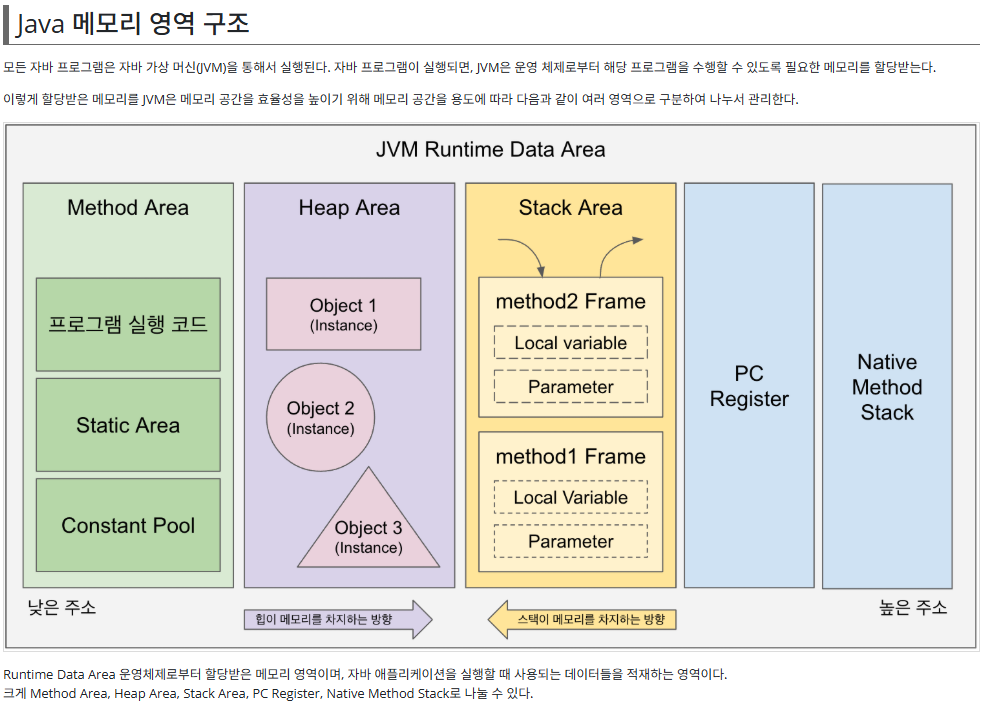 Java 메모리 영역 구조
모든 자바 프로그램은 자바 가상 머신(JVM)을 통해서 실행된다. 자바 프로그램이 실행되면, JVM은 운영 체제로부터 해당 프로그램을 수행할 수 있도록 필요한 메모리를 할당받는다.
이렇게 할당받은 메모리를 JVM은 메모리 공간을 효율성을 높이기 위해 메모리 공간을 용도에 따라 다음과 같이 여러 영역으로 구분하여 나누서 관리한다.
JVM Runtime Data Area
Method Area
프로그램 실행 코드
Static Area
Constant Pool
Heap Area
Object 1
(Instance)
Object 2
(Instance)
Object 3
(Instance)
Stack Area
method2 Frame
Local variable
Parameter
method1 Frame
Local Variable
Parameter
PC
Register
Native
Method
Stack
낮은 주소
힙이 메모리를 차지하는 방향
스택이 메모리를 차지하는 방향
높은 주소
Runtime Data Area 운영체제로부터 할당받은 메모리 영역이며, 자바 애플리케이션을 실행할 때 사용되는 데이터들을 적재하는 영역이다.
크게 Method Area, Heap Area, Stack Area, PC Register, Native Method Stack로 나눌 수 있다.